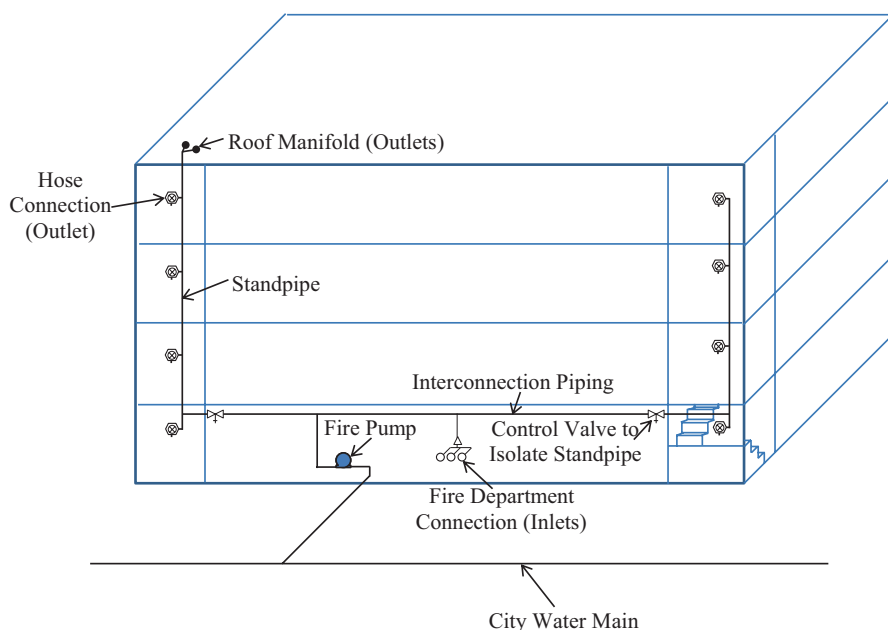 Roof Manifold (Outlets)
Hose
Connection
(Outlet)
Standpipe
Interconnection Piping
Fire Pump
Control Valve to
Isolate Standpipe
Fire Department
Connection (Inlets)
City Water Main